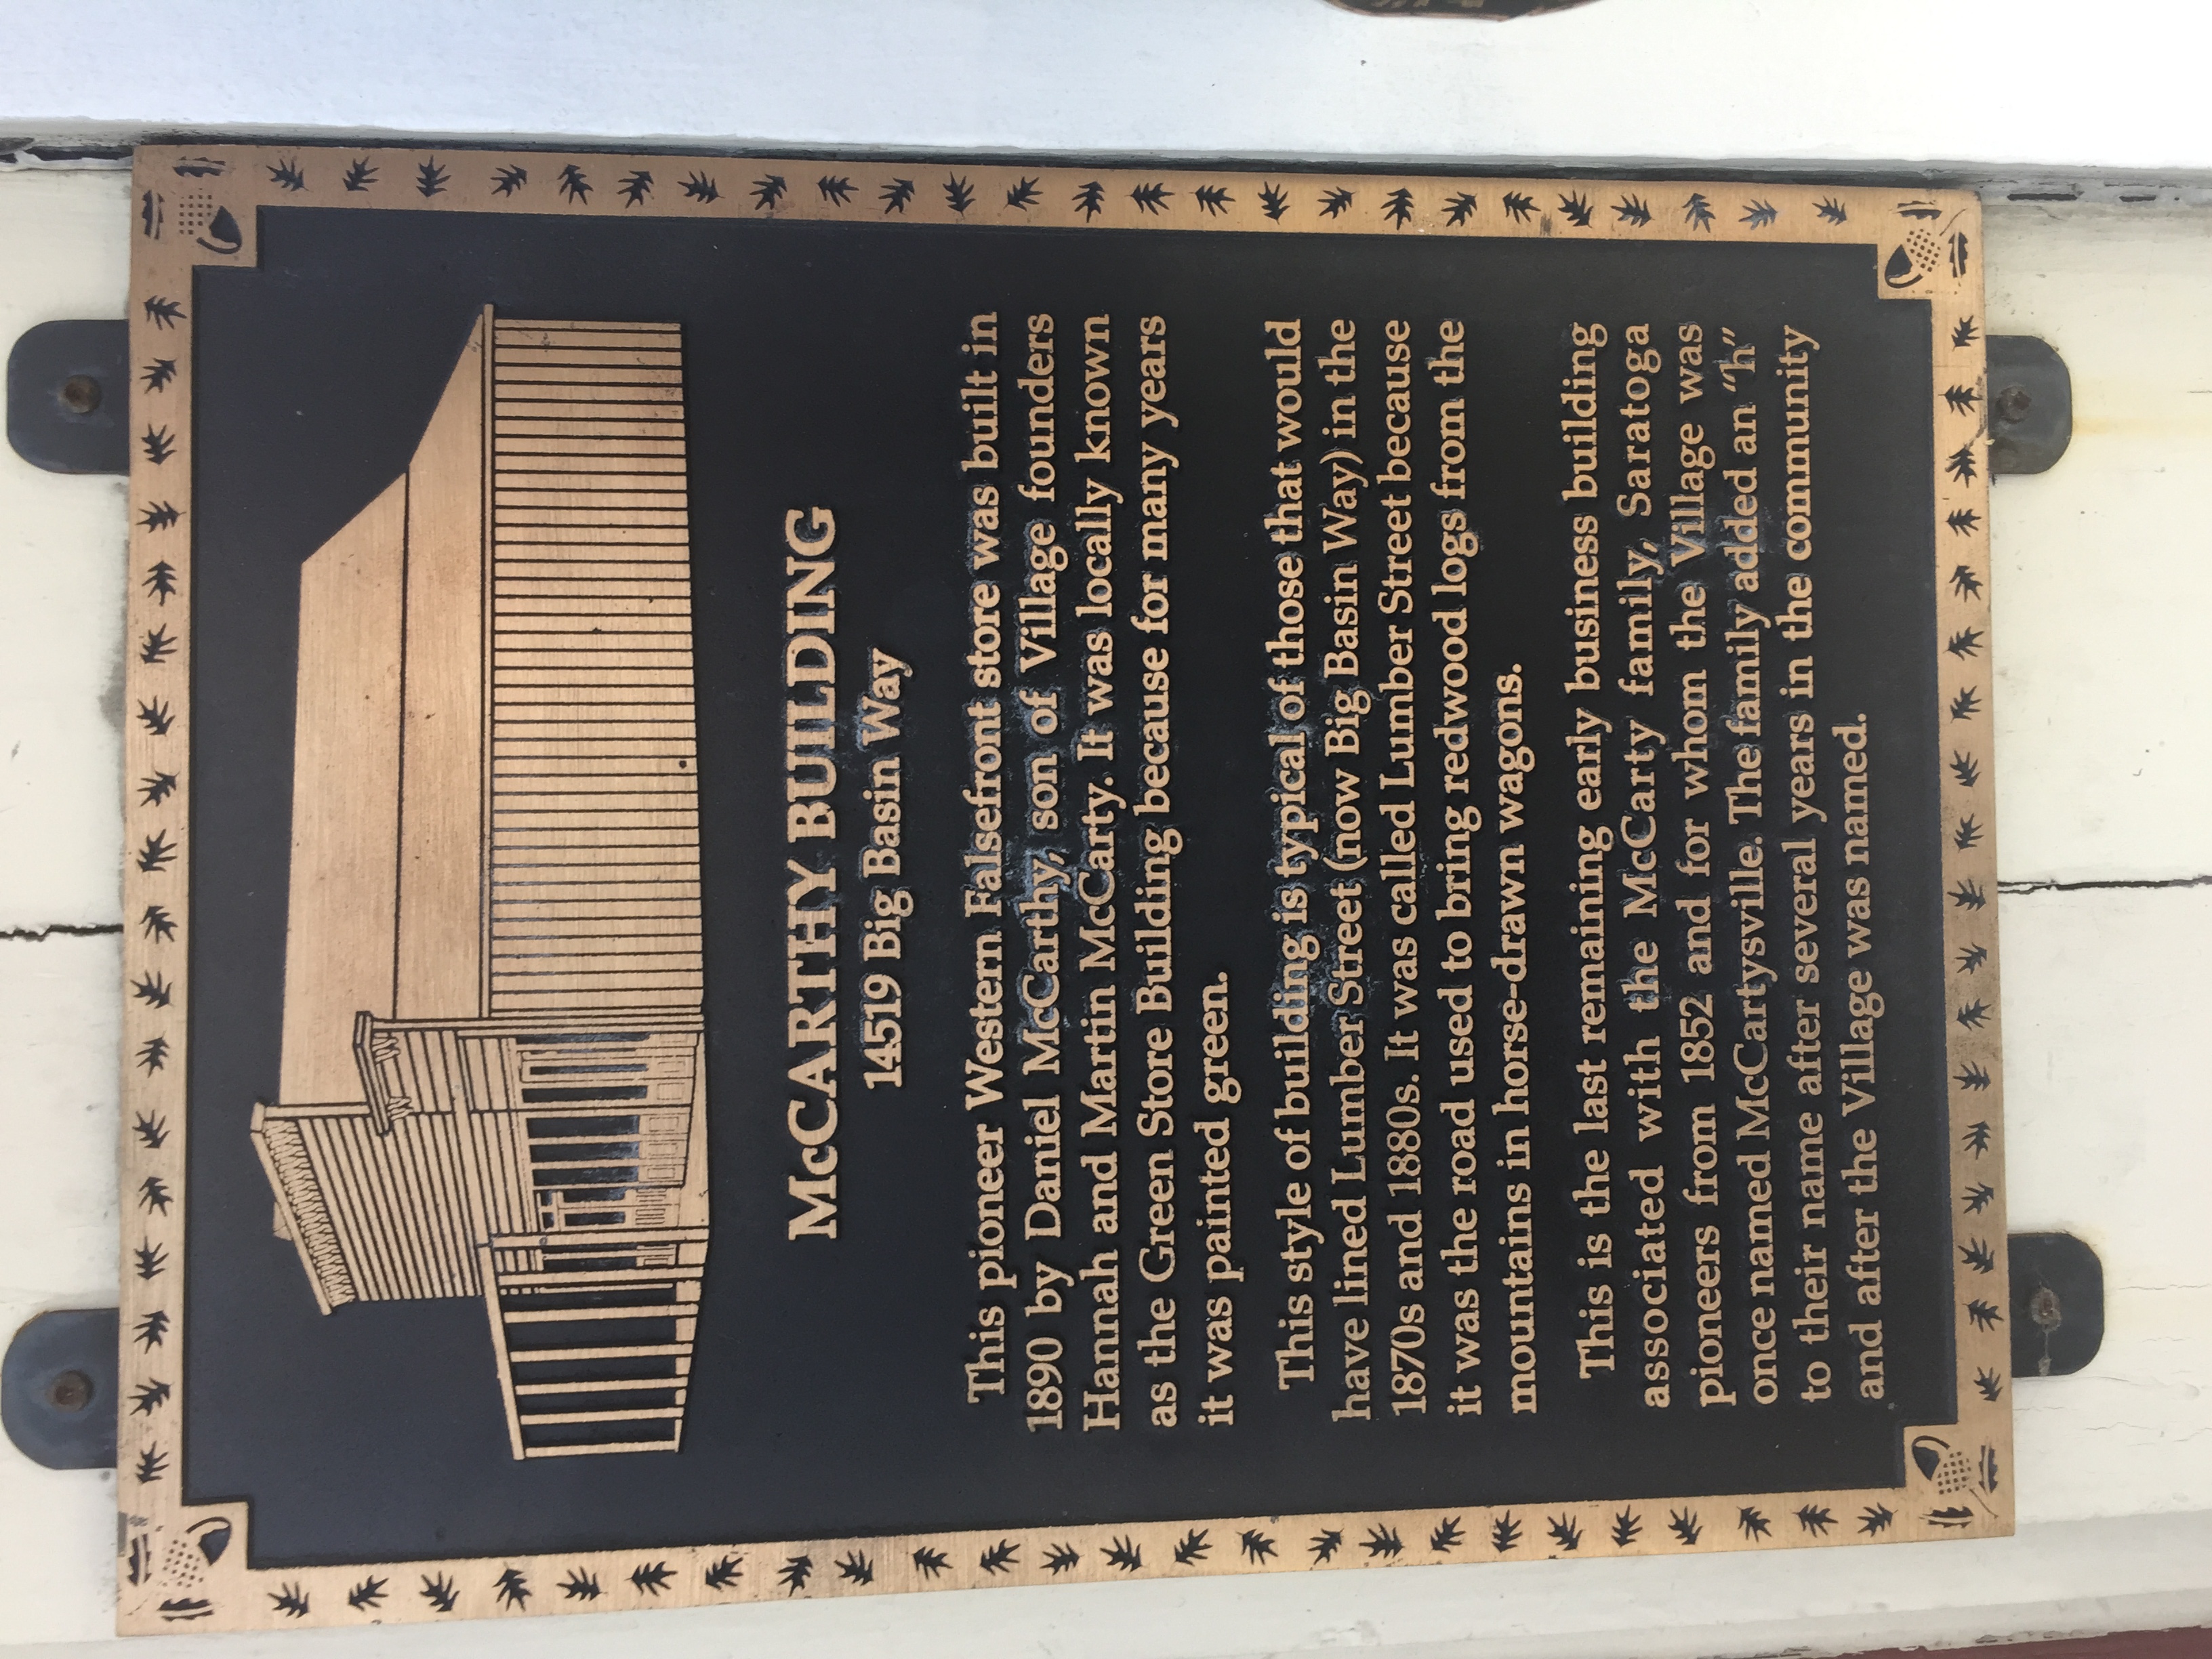 McCARTHY BUILDING
14519 Big Basin Way
This pioneer Western Falsefront store was built in
1890 by Daniel McCarthy, son of Village founders
Hannah and Martin McCarty. It was locally known
as the Green Store Building because for many years
it was painted green.
This style of building is typical of those that would
have lined Lumber Street (now Big Basin Way) in the
1870s and 1880s. It was called Lumber Street because
it was the road used to bring redwood logs from the
mountains in horse-drawn wagons.
This is the last remaining early business building
associated with the McCarty family, Saratoga
pioneers from 1852 and for whom the Village was
once named McCartysville. The family added an “h”
to their name after several years in the community
and after the Village was named.